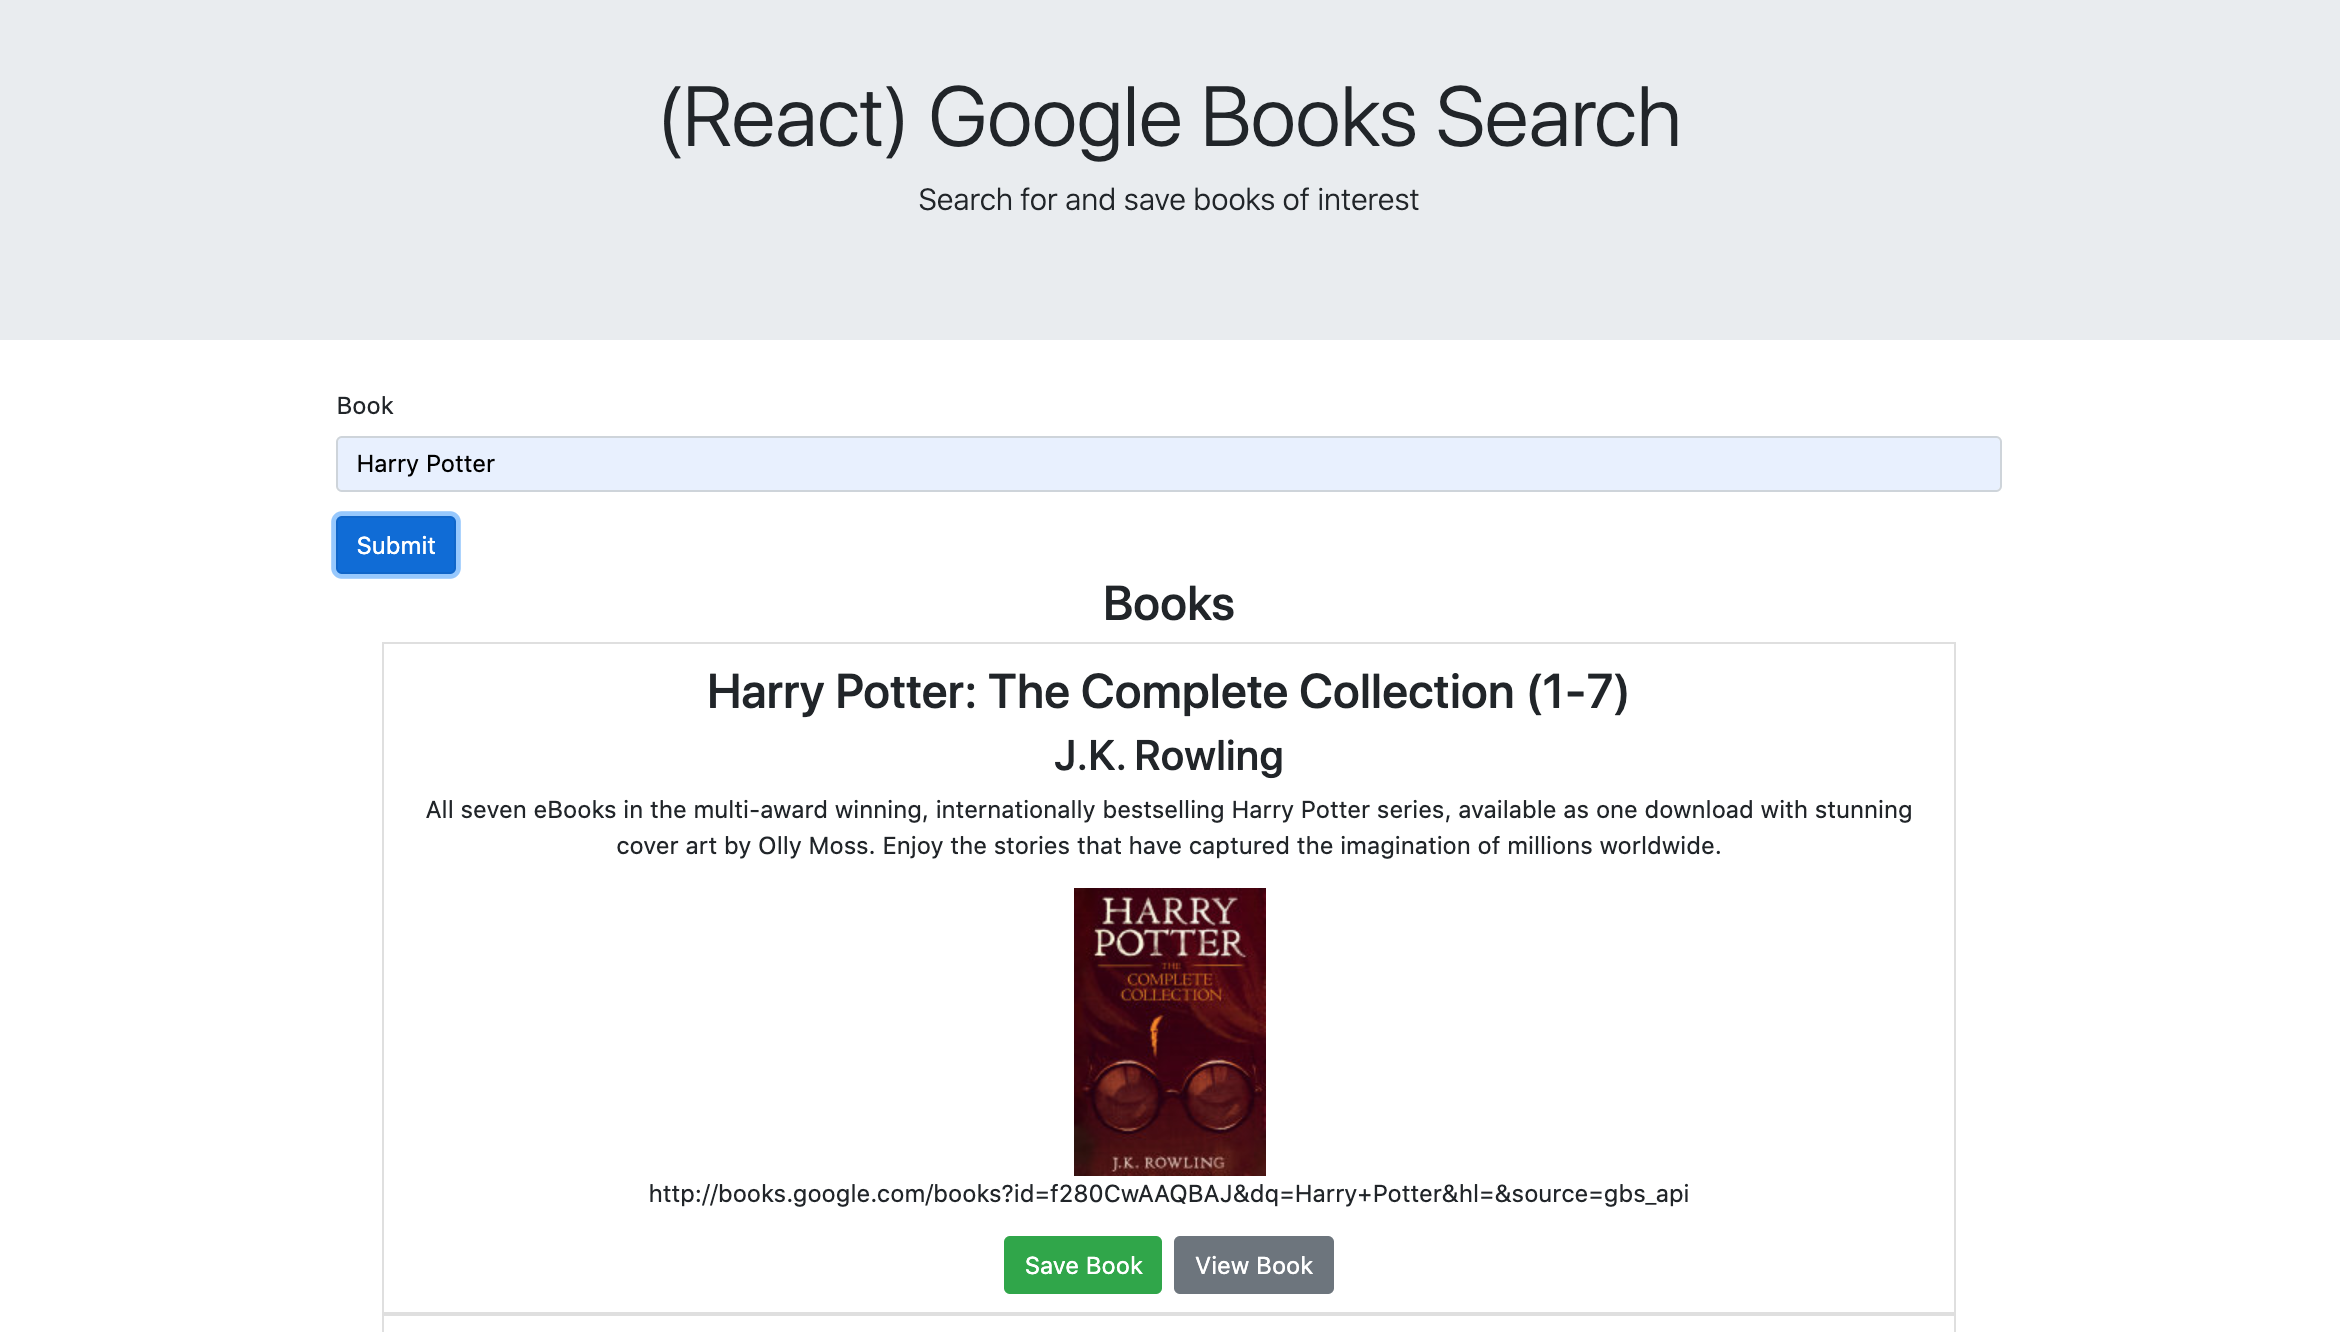 (React) Google Books Search
Search for and save books of interest
Book
Harry Potter
Submit
Books
Harry Potter: The Complete Collection (1-7)
J.K. Rowling
All seven eBooks in the multi-award winning, internationally bestselling Harry Potter series, available as one download with stunning
cover art by Olly Moss. Enjoy the stories that have captured the imagination of millions worldwide.
HARRY
POTTER
THE
COMPLETE
COLLECTION
J.K. ROWLING
http://books.google.com/books?id=f280CwAAQBAJ&dq=Harry+Potter&hl=&source=gbs_api
Save Book
View Book